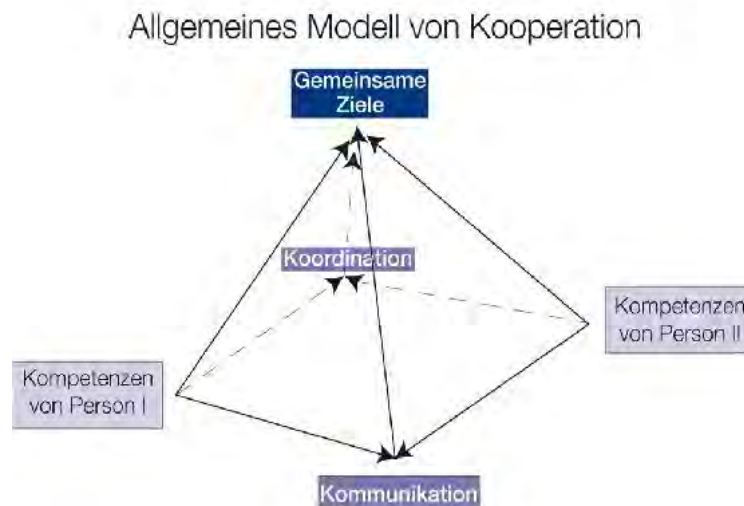 Allgemeines Modell von Kooperation
Gemeinsame
Ziele
Koordination
Kompetenzen
von Person II
Kompetenzen
von Person I
Kommunikation